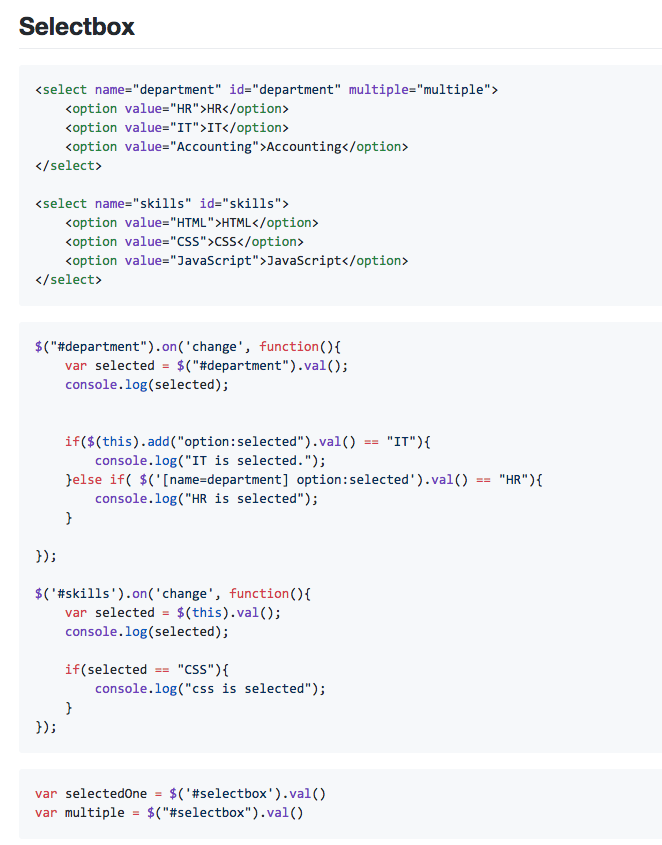 Selectbox
<select name="department" id="department" multiple="multiple">
    <option value="HR">HR</option>
    <option value="IT">IT</option>
    <option value="Accounting">Accounting</option>
</select>
<select name="skills" id="skills">
    <option value="HTML">HTML</option>
    <option value="CSS">CSS</option>
    <option value="JavaScript">JavaScript</option>
</select>
$("#department").on('change', function(){
    var selected = $("#department").val();
    console.log(selected);
    if($(this).add("option:selected").val() == "IT"){
        console.log("IT is selected.");
    }else if( $('[name=department] option:selected').val() == "HR"){
        console.log("HR is selected");
    }
});
$('#skills').on('change', function(){
    var selected = $(this).val();
    console.log(selected);
    if(selected == "CSS"){
        console.log("css is selected");
    }
});
var selectedOne = $('#selectbox').val()
var multiple = $("#selectbox").val()